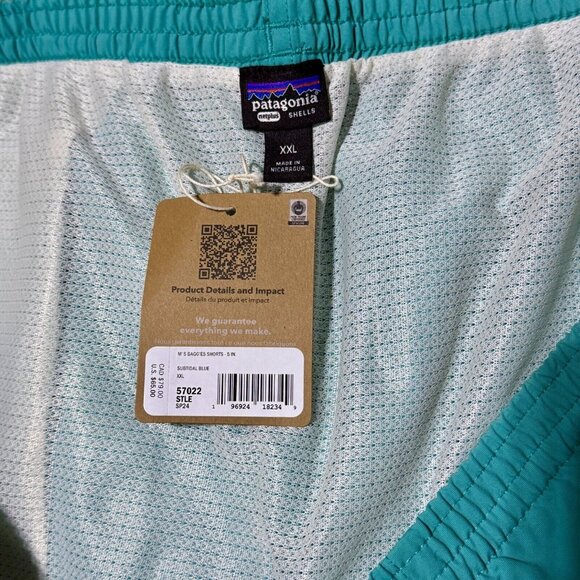 patagonia
netplus SHELLS
XXL
MADE IN
NICARAGUA
Product Details and Impact
Détails du produit et impact
We guarantee
everything we make.
CAD $79.00
U.S. $65.00
M'S BAGGIES SHORTS - 5 IN
SUBTIDAL BLUE
XXL
57022
STLE
SP24
1 96924 18234 9